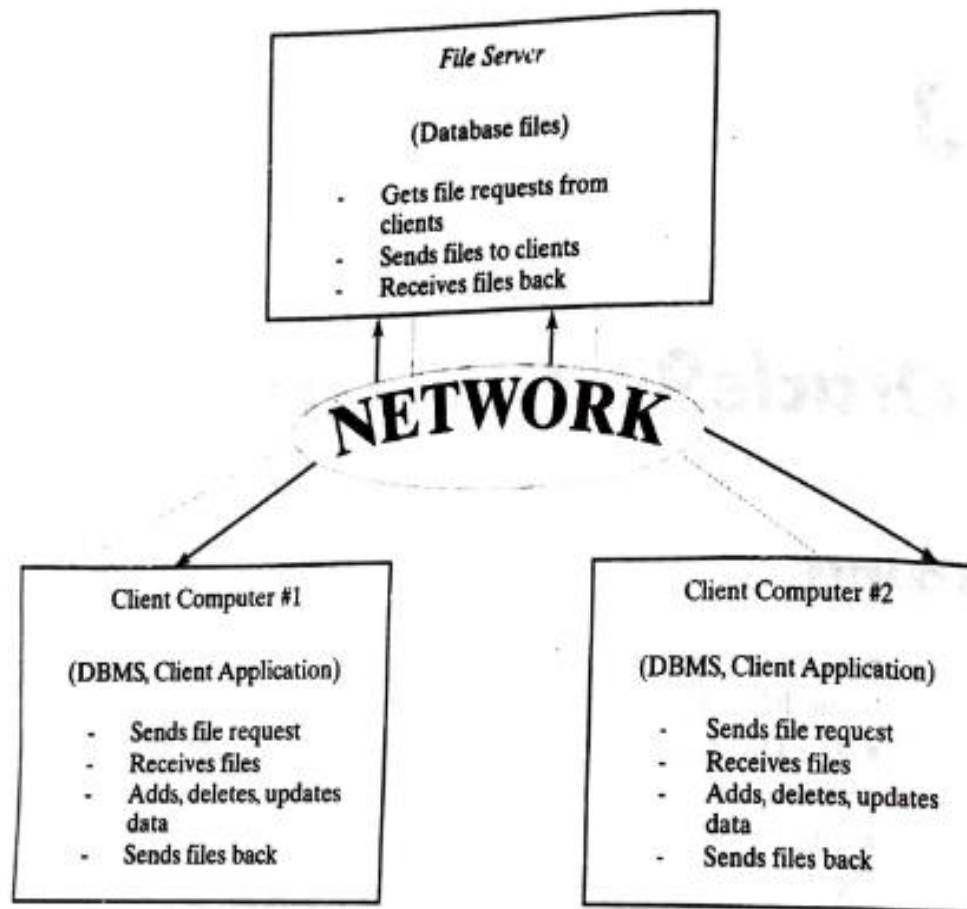 File Server
(Database files)
- Gets file requests from
clients
- Sends files to clients
- Receives files back
NETWORK
Client Computer #1
(DBMS, Client Application)
- Sends file request
- Receives files
- Adds, deletes, updates
data
- Sends files back
Client Computer #2
(DBMS, Client Application)
- Sends file request
- Receives files
- Adds, deletes, updates
data
- Sends files back